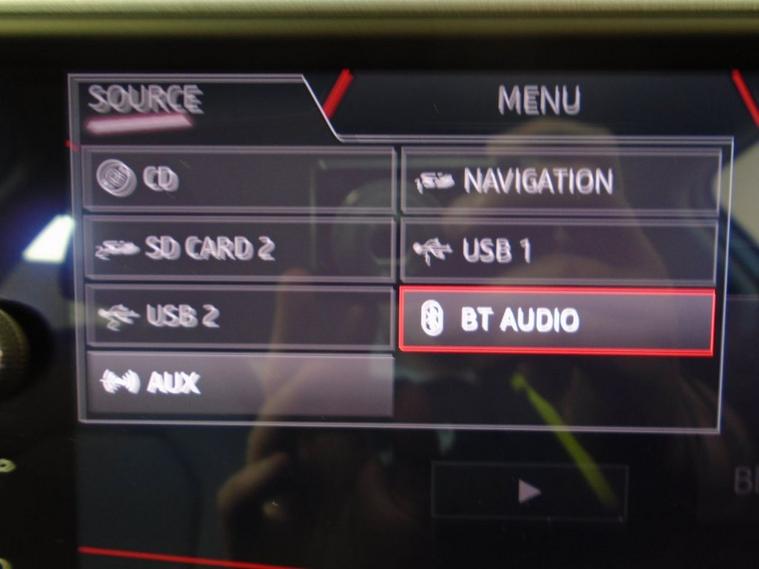 SOURCE
MENU
CD
NAVIGATION
SD CARD 2
USB 1
USB 2
BT AUDIO
AUX